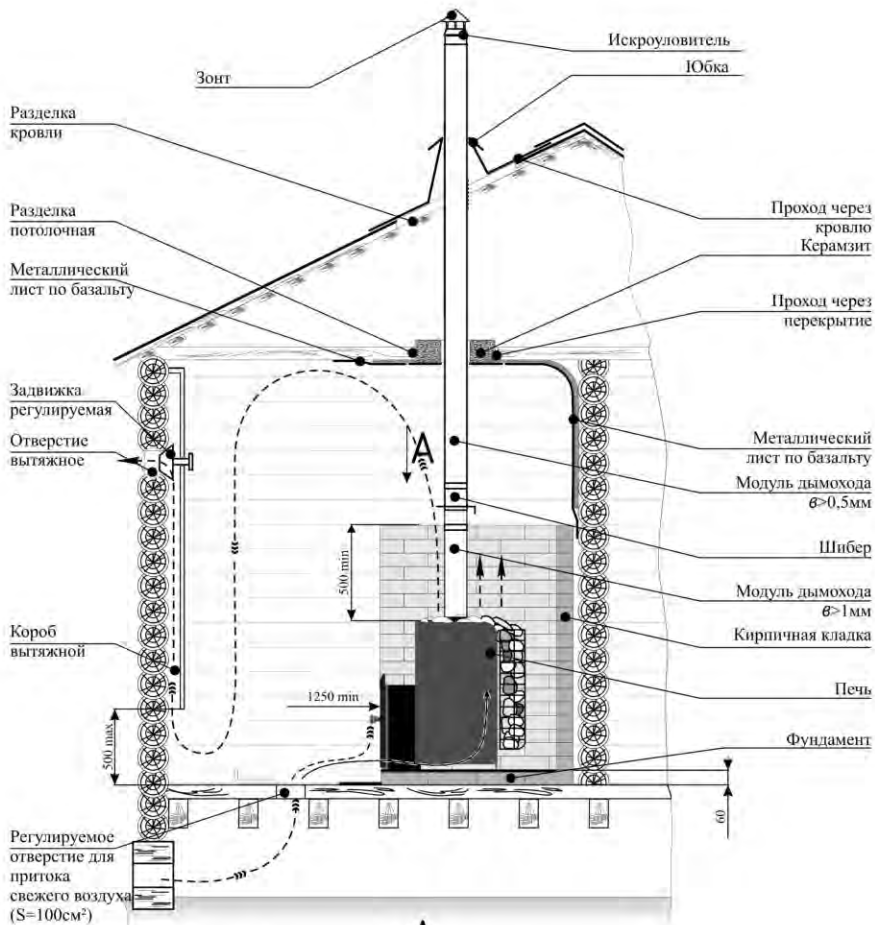 Зонт
Искроуловитель
Юбка
Разделка
кровли
Разделка
потолочная
Металлический
лист по базальту
Проход через
кровлю
Керамзит
Проход через
перекрытие
Задвижка
регулируемая
Отверстие
вытяжное
А
Металлический
лист по базальту
Модуль дымохода
в>0,5мм
Шибер
500 min
Модуль дымохода
в>1мм
Кирпичная кладка
Короб
вытяжной
Печь
1250 min
500 max
Фундамент
60
Регулируемое
отверстие для
притока
свежего воздуха
(S=100см²)